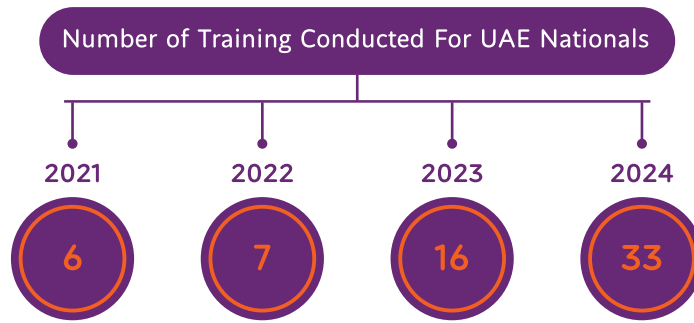 Number of Training Conducted For UAE Nationals
2021 2022 2023 2024
6 7 16 33